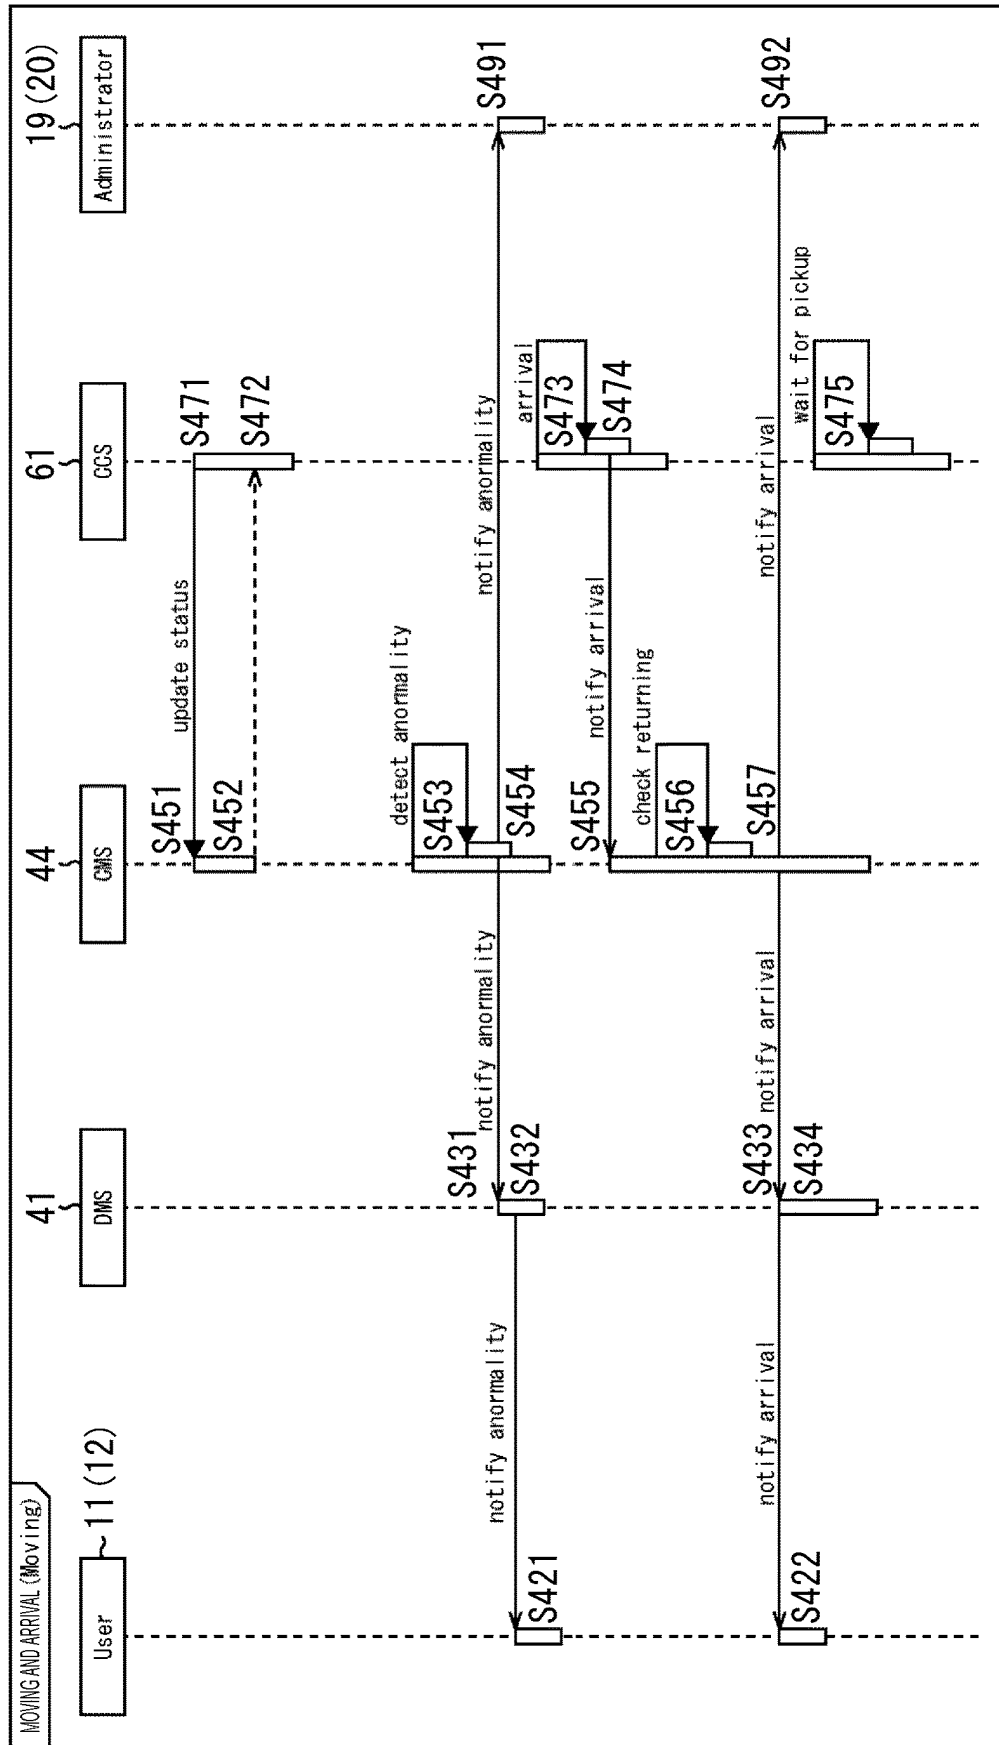 MOVING AND ARRIVAL (Moving)
User
11(12)
41
DMS
44
CMS
61
CCS
19(20)
Administrator
update status
S451
S471
S452
S472
detect anormality
S453
notify anormality
S431
notify anormality
S454
notify anormality
S491
S432
S421
arrival
S473
notify arrival
S455
S474
check returning
S456
notify arrival
S433
notify arrival
S457
notify arrival
S492
S422
S434
wait for pickup
S475